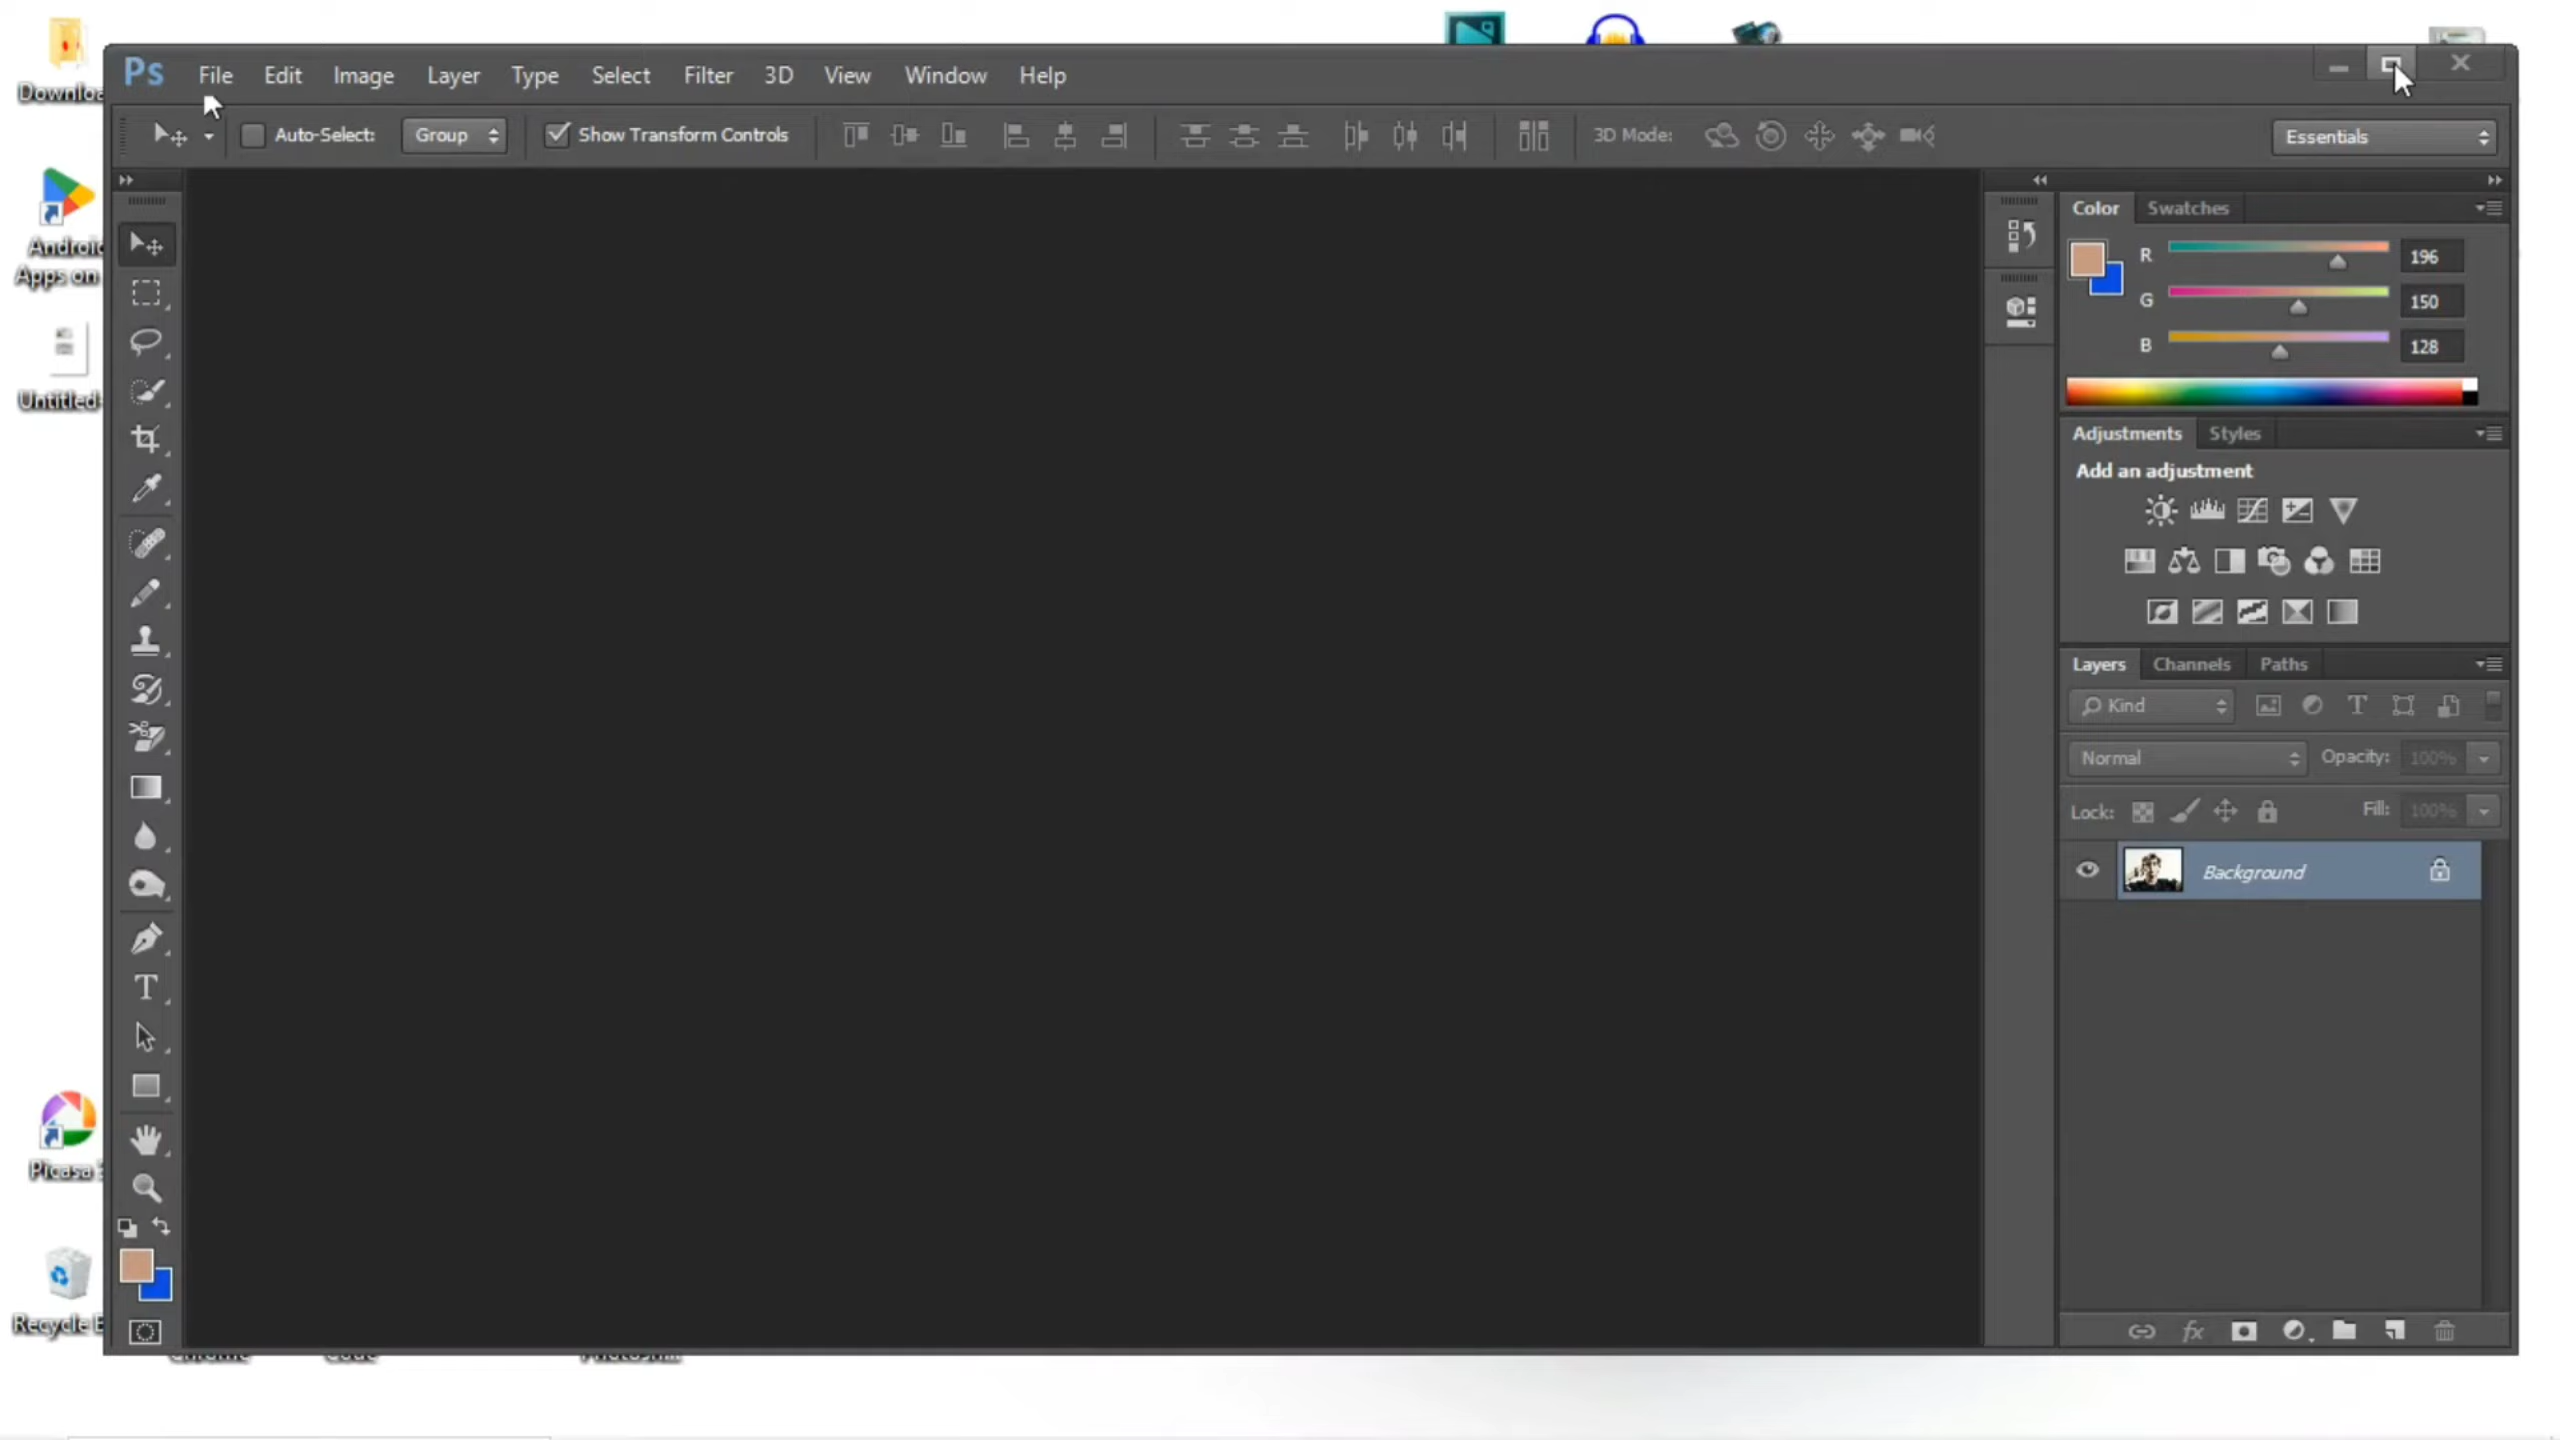 Ps File Edit Image Layer Type Select Filter 3D View Window Help
Auto-Select: Group Show Transform Controls 3D Mode: Essentials
Color Swatches
R 196
G 150
B 128
Adjustments Styles
Add an adjustment
Layers Channels Paths
Kind
Normal Opacity: 100%
Lock: Fill: 100%
Background
Apps on
Untitled
Picasa
Recycle